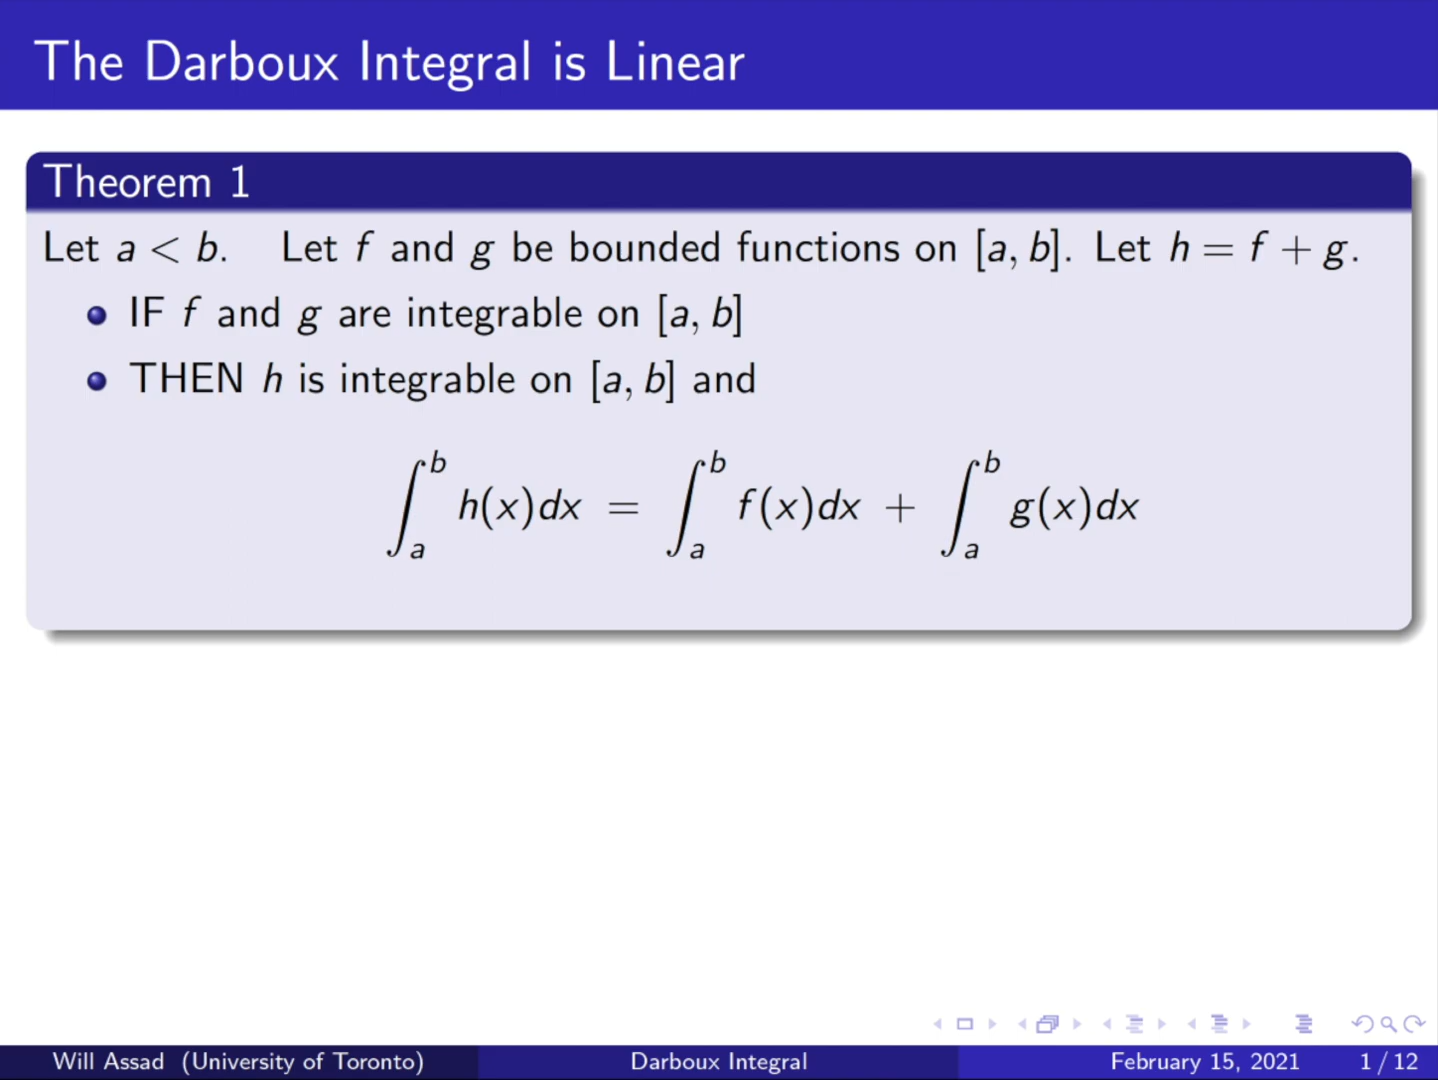 The Darboux Integral is Linear
Theorem 1
Let a < b. Let f and g be bounded functions on [a, b]. Let h = f + g.
IF f and g are integrable on [a, b]
THEN h is integrable on [a, b] and
∫_a^b h(x)dx = ∫_a^b f(x)dx + ∫_a^b g(x)dx
Will Assad (University of Toronto) Darboux Integral February 15, 2021 1 / 12